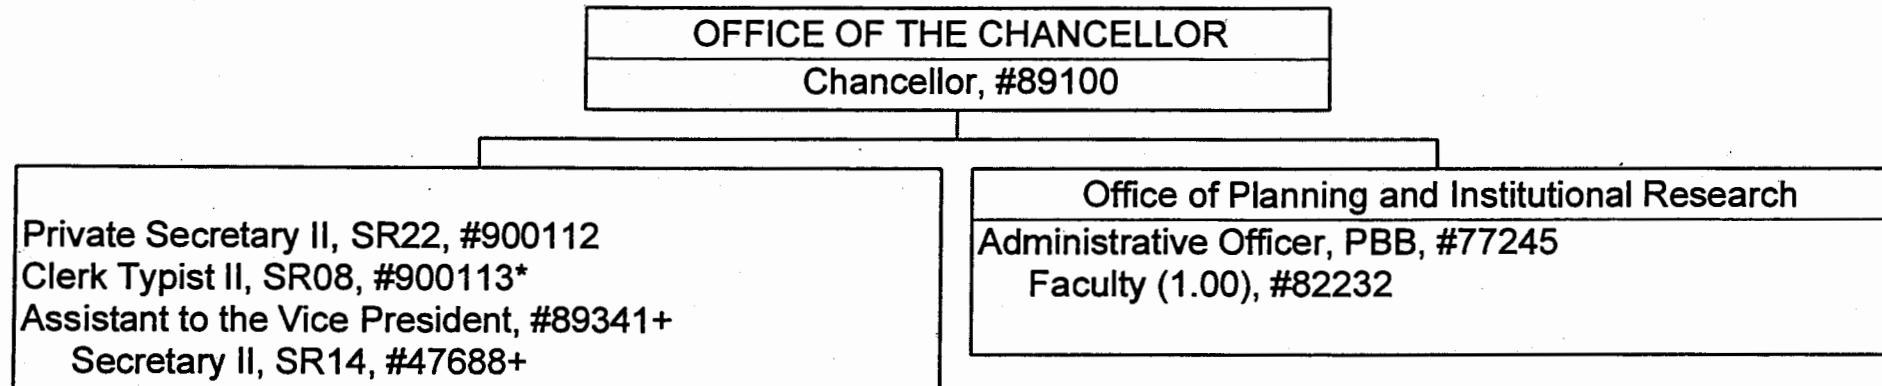 OFFICE OF THE CHANCELLOR
Chancellor, #89100
Private Secretary II, SR22, #900112
Clerk Typist II, SR08, #900113*
Assistant to the Vice President, #89341+
Secretary II, SR14, #47688+
Office of Planning and Institutional Research
Administrative Officer, PBB, #77245
Faculty (1.00), #82232